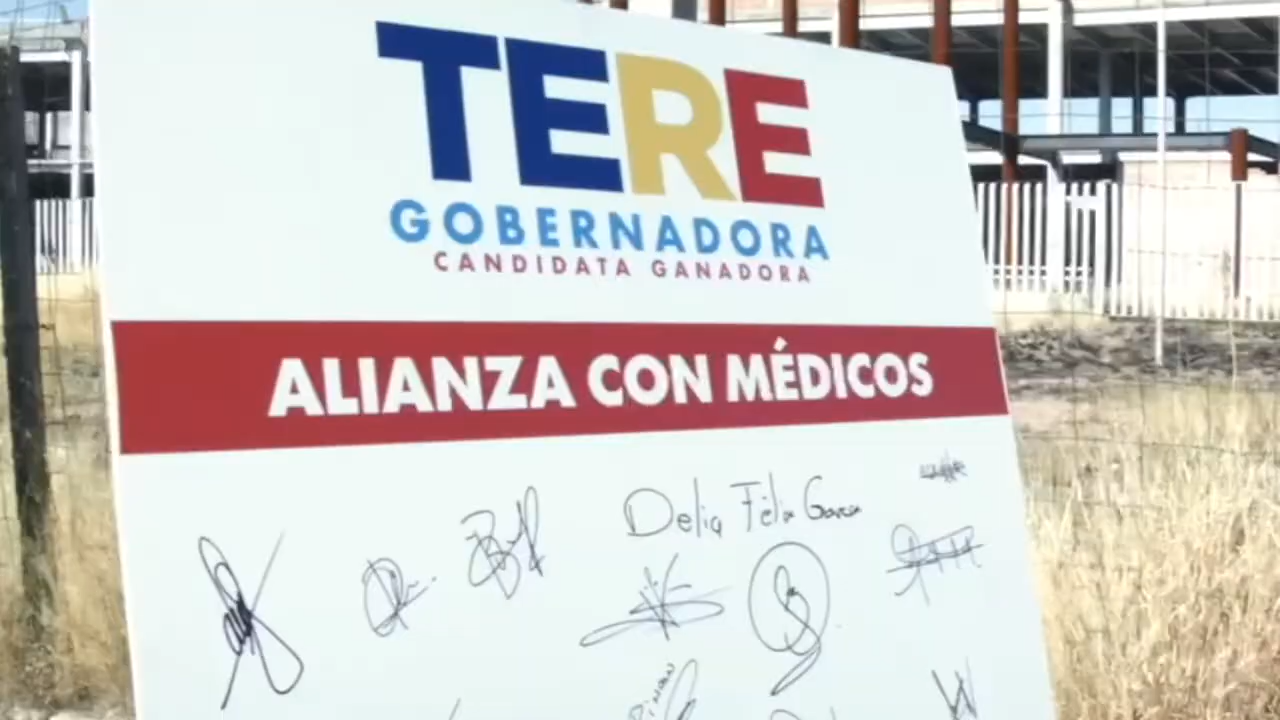 TERE
GOBERNADORA
CANDIDATA GANADORA
ALIANZA CON MÉDICOS
Delia Félix García